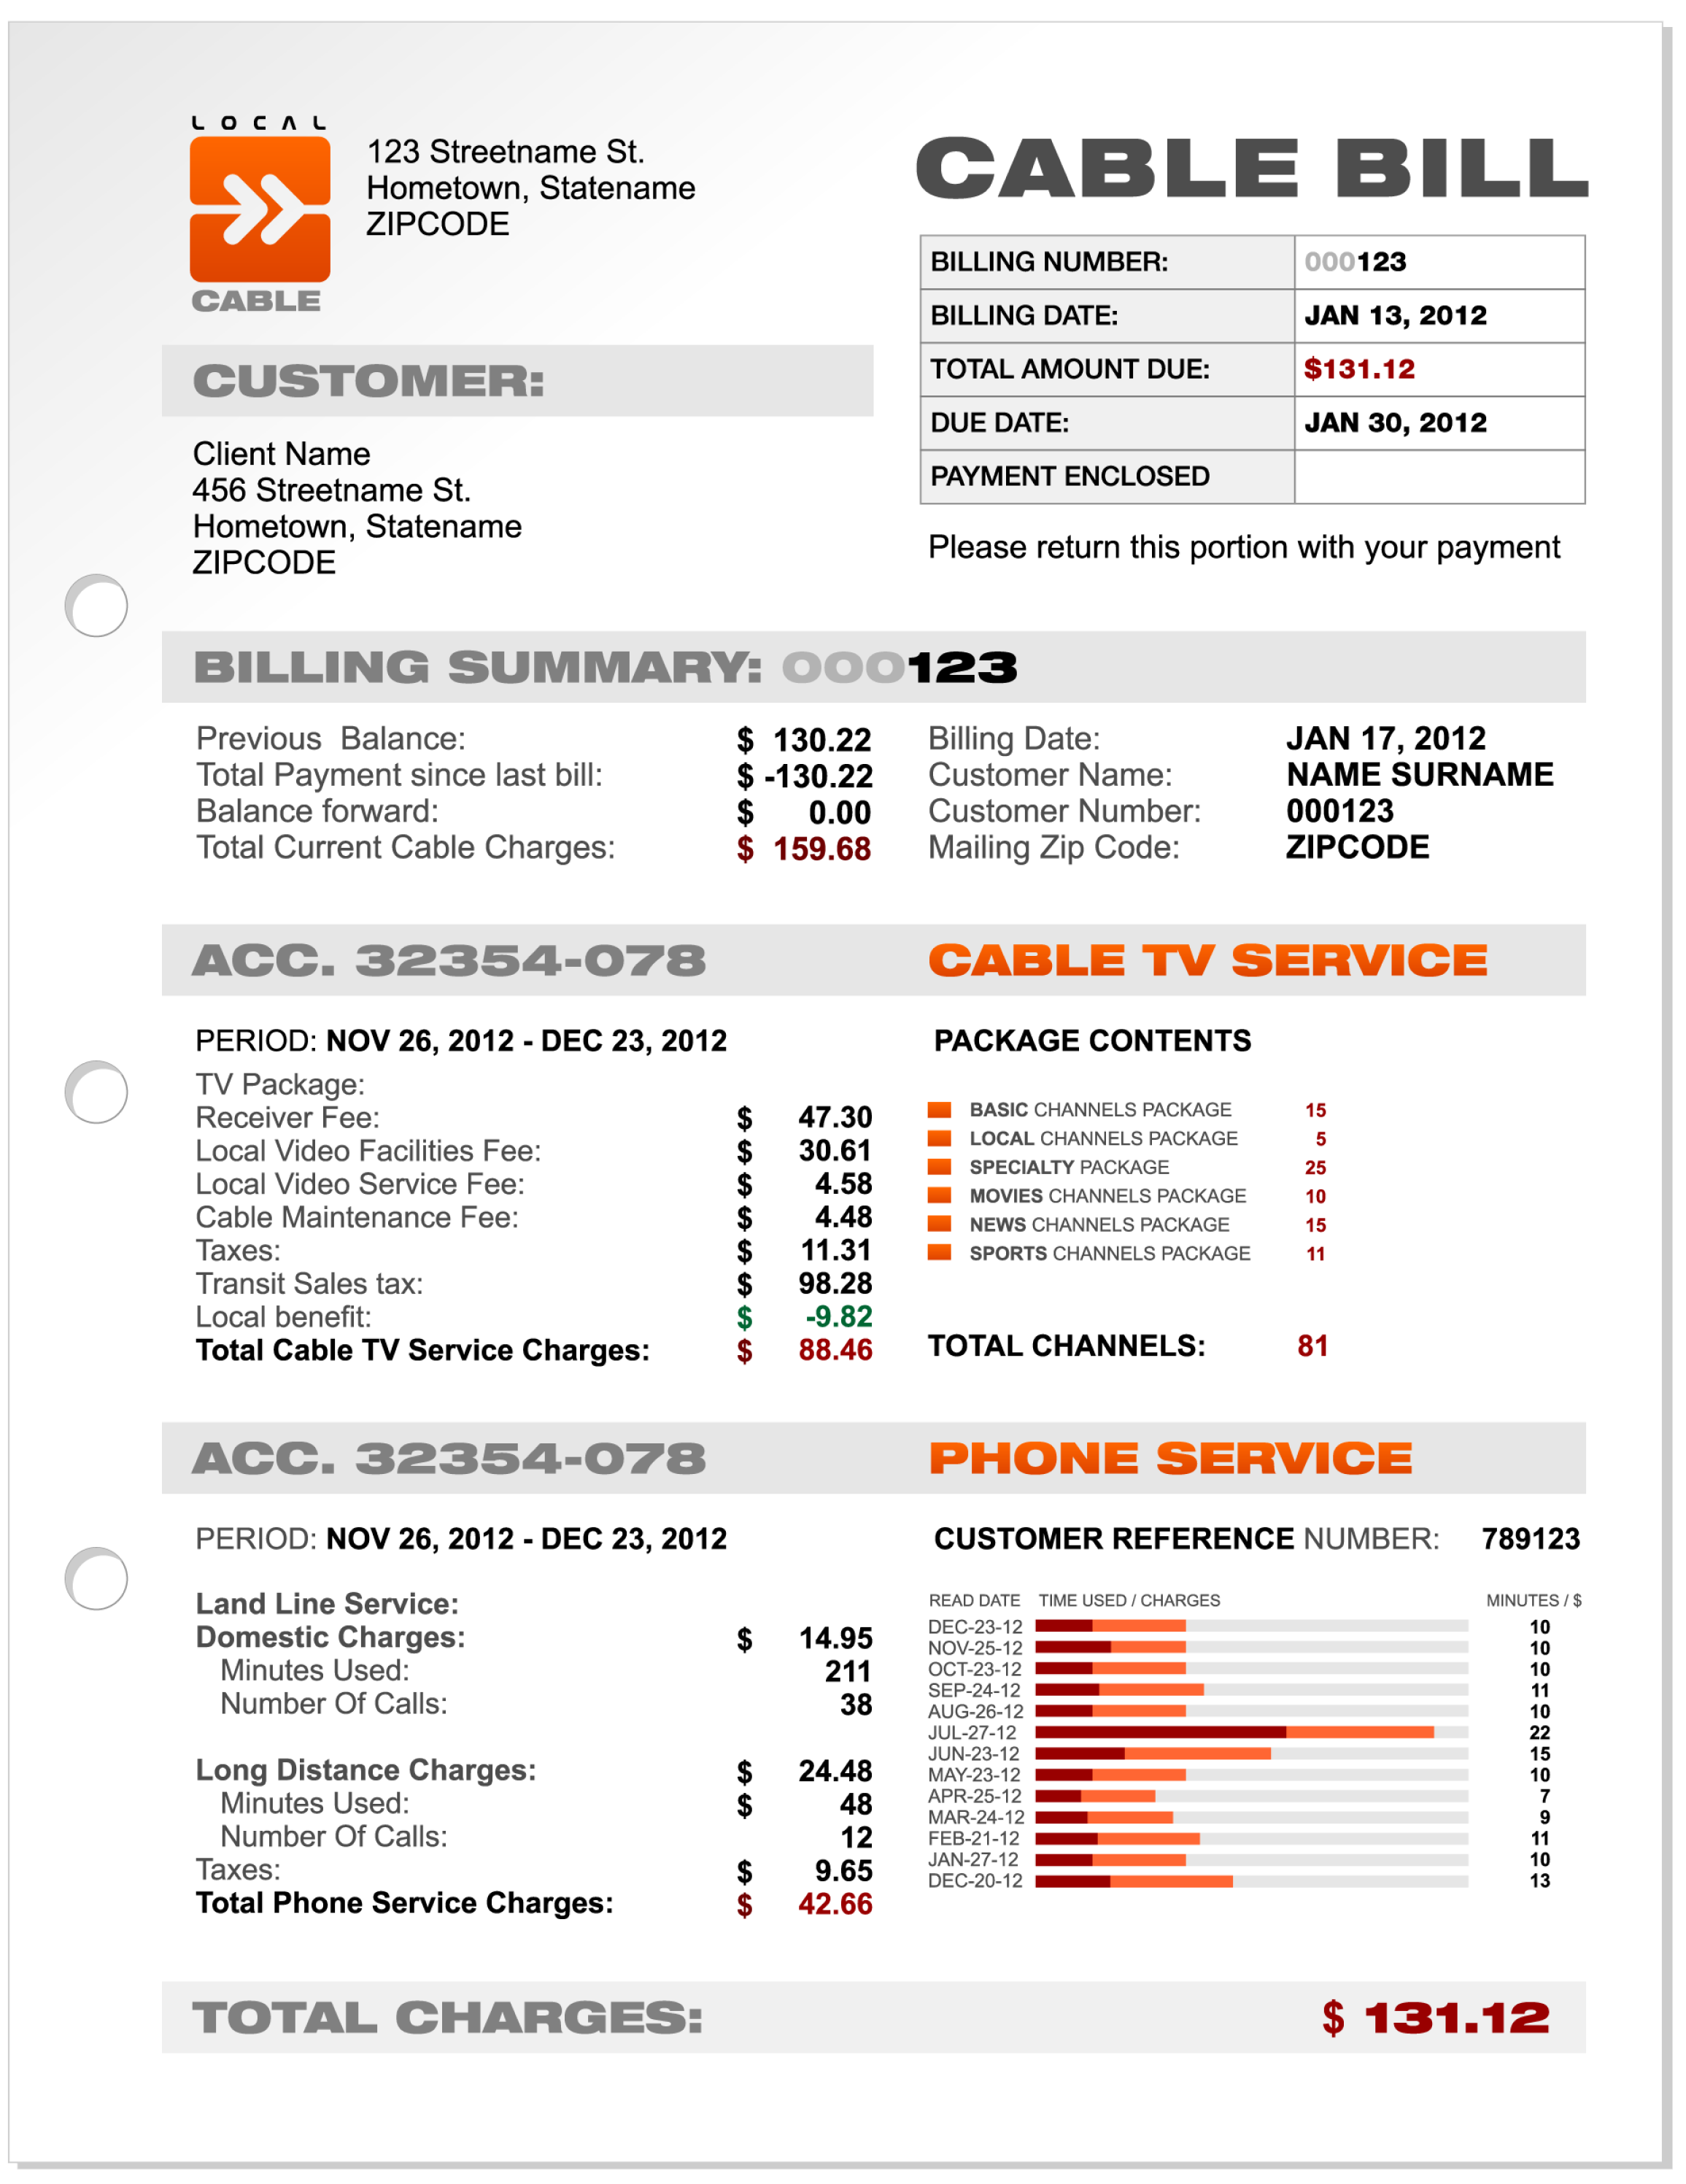 LOCAL
CABLE
123 Streetname St.
Hometown, Statename
ZIPCODE
CABLE BILL
BILLING NUMBER: 000123
BILLING DATE: JAN 13, 2012
TOTAL AMOUNT DUE: $131.12
DUE DATE: JAN 30, 2012
PAYMENT ENCLOSED
Please return this portion with your payment
CUSTOMER:
Client Name
456 Streetname St.
Hometown, Statename
ZIPCODE
BILLING SUMMARY: 000123
Previous Balance: $ 130.22
Total Payment since last bill: $ -130.22
Balance forward: $ 0.00
Total Current Cable Charges: $ 159.68
Billing Date: JAN 17, 2012
Customer Name: NAME SURNAME
Customer Number: 000123
Mailing Zip Code: ZIPCODE
ACC. 32354-078 CABLE TV SERVICE
PERIOD: NOV 26, 2012 - DEC 23, 2012
TV Package:
Receiver Fee: $ 47.30
Local Video Facilities Fee: $ 30.61
Local Video Service Fee: $ 4.58
Cable Maintenance Fee: $ 4.48
Taxes: $ 11.31
Transit Sales tax: $ 98.28
Local benefit: $ -9.82
Total Cable TV Service Charges: $ 88.46
PACKAGE CONTENTS
BASIC CHANNELS PACKAGE 15
LOCAL CHANNELS PACKAGE 5
SPECIALTY PACKAGE 25
MOVIES CHANNELS PACKAGE 10
NEWS CHANNELS PACKAGE 15
SPORTS CHANNELS PACKAGE 11
TOTAL CHANNELS: 81
ACC. 32354-078 PHONE SERVICE
PERIOD: NOV 26, 2012 - DEC 23, 2012
Land Line Service:
Domestic Charges: $ 14.95
Minutes Used: 211
Number Of Calls: 38
Long Distance Charges: $ 24.48
Minutes Used: $ 48
Number Of Calls: 12
Taxes: $ 9.65
Total Phone Service Charges: $ 42.66
CUSTOMER REFERENCE NUMBER: 789123
READ DATE TIME USED / CHARGES MINUTES / $
DEC-23-12 10
NOV-25-12 10
OCT-23-12 10
SEP-24-12 11
AUG-26-12 10
JUL-27-12 22
JUN-23-12 15
MAY-23-12 10
APR-25-12 7
MAR-24-12 9
FEB-21-12 11
JAN-27-12 10
DEC-20-12 13
TOTAL CHARGES: $ 131.12